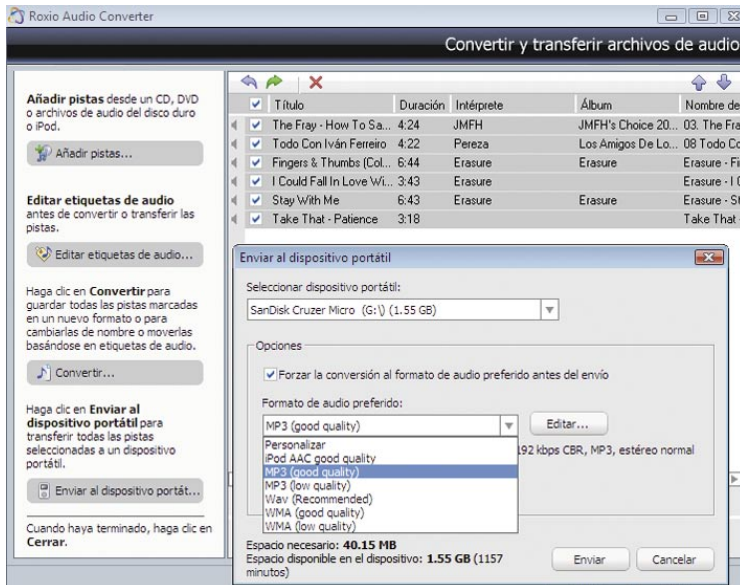 Roxio Audio Converter
Convertir y transferir archivos de audio
Añadir pistas desde un CD, DVD
o archivos de audio del disco duro
o iPod.
Añadir pistas...
Editar etiquetas de audio
antes de convertir o transferir las
pistas.
Editar etiquetas de audio...
Haga clic en Convertir para
guardar todas las pistas marcadas
en un nuevo formato o para
cambiarlas de nombre o moverlas
basándose en etiquetas de audio.
Convertir...
Haga clic en Enviar al
dispositivo portátil para
transferir todas las pistas
seleccionadas a un dispositivo
portátil.
Enviar al dispositivo portát...
Cuando haya terminado, haga clic en
Cerrar.
Título Duración Intérprete Álbum Nombre de
The Fray - How To Sa... 4:24 JMFH JMFH's Choice 20... 03. The Fra
Todo Con Iván Ferreiro 4:22 Pereza Los Amigos De Lo... 08 Todo Co
Fingers & Thumbs (Col... 6:44 Erasure Erasure Erasure - Fi
I Could Fall In Love Wi... 3:43 Erasure Erasure - I C
Stay With Me 6:43 Erasure Erasure Erasure - St
Take That - Patience 3:18 Take That
Enviar al dispositivo portátil
Seleccionar dispositivo portátil:
SanDisk Cruzer Micro (G:\) (1.55 GB)
Opciones
Forzar la conversión al formato de audio preferido antes del envío
Formato de audio preferido:
MP3 (good quality) Editar...
Personalizar
iPod AAC good quality
192 kbps CBR, MP3, estéreo normal
MP3 (good quality)
MP3 (low quality)
Wav (Recommended)
WMA (good quality)
WMA (low quality)
Espacio necesario: 40.15 MB
Espacio disponible en el dispositivo: 1.55 GB (1157
minutos)
Enviar Cancelar